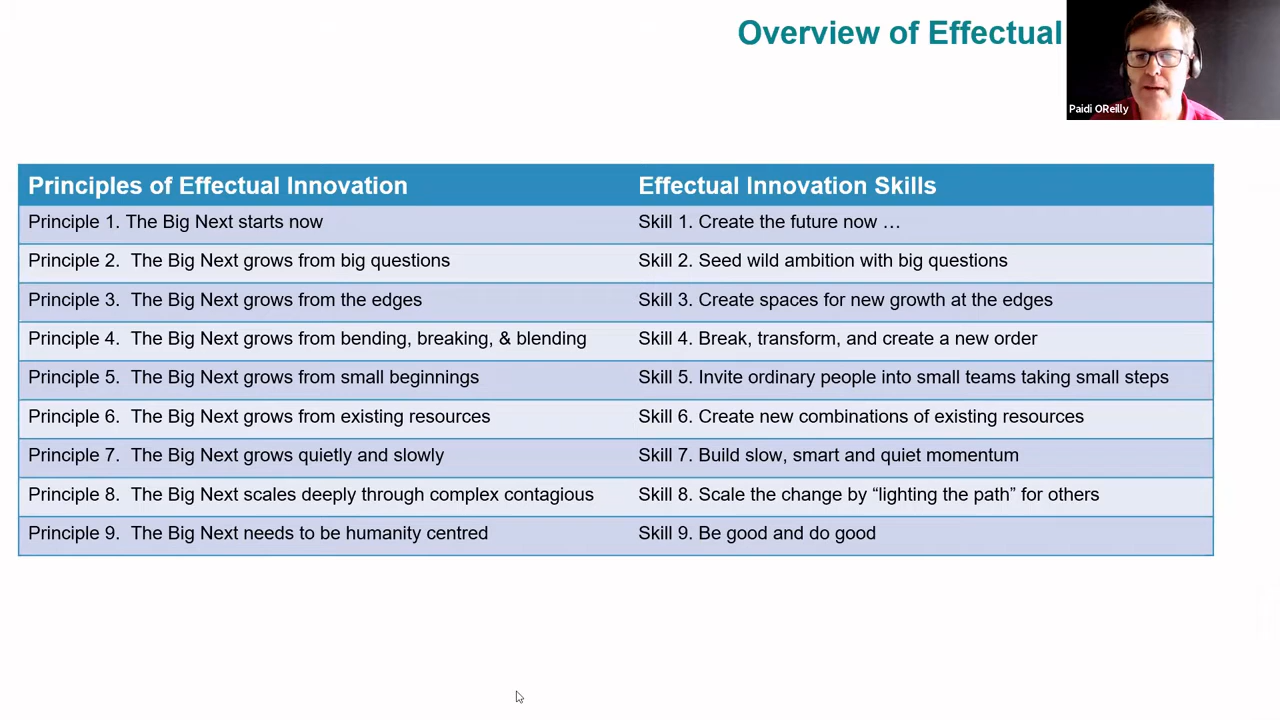 Overview of Effectual
Paidi OReilly
Principles of Effectual Innovation Effectual Innovation Skills
Principle 1. The Big Next starts now Skill 1. Create the future now …
Principle 2. The Big Next grows from big questions Skill 2. Seed wild ambition with big questions
Principle 3. The Big Next grows from the edges Skill 3. Create spaces for new growth at the edges
Principle 4. The Big Next grows from bending, breaking, & blending Skill 4. Break, transform, and create a new order
Principle 5. The Big Next grows from small beginnings Skill 5. Invite ordinary people into small teams taking small steps
Principle 6. The Big Next grows from existing resources Skill 6. Create new combinations of existing resources
Principle 7. The Big Next grows quietly and slowly Skill 7. Build slow, smart and quiet momentum
Principle 8. The Big Next scales deeply through complex contagious Skill 8. Scale the change by “lighting the path” for others
Principle 9. The Big Next needs to be humanity centred Skill 9. Be good and do good